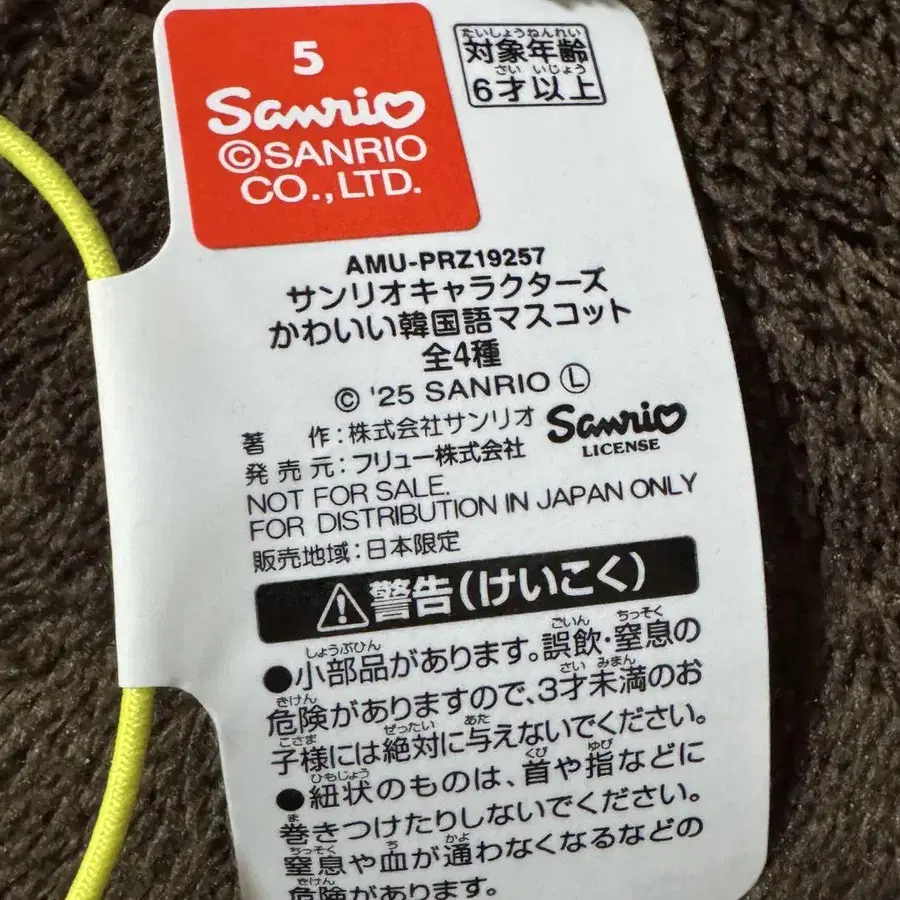 5
Sanrio
©SANRIO
CO.,LTD.
たいしょうねんれい
対象年齢
さい いじょう
6才以上
AMU-PRZ19257
サンリオキャラクターズ
かわいい韓国語マスコット
全4種
© '25 SANRIO Ⓛ
著 作:株式会社サンリオ
発 売 元:フリュー株式会社
Sanrio
LICENSE
NOT FOR SALE.
FOR DISTRIBUTION IN JAPAN ONLY
販売地域:日本限定
⚠警告(けいこく)
しょうぶひん ごいん ちっそく
●小部品があります。誤飲・窒息の
きけん さい みまん
危険がありますので、3才未満のお
こさま ぜったい あた
子様には絶対に与えないでください。
ひもじょう くび ゆび
●紐状のものは、首や指などに
ま
巻きつけたりしないでください。
ちっそく ち かよ
窒息や血が通わなくなるなどの
きけん
危険があります。